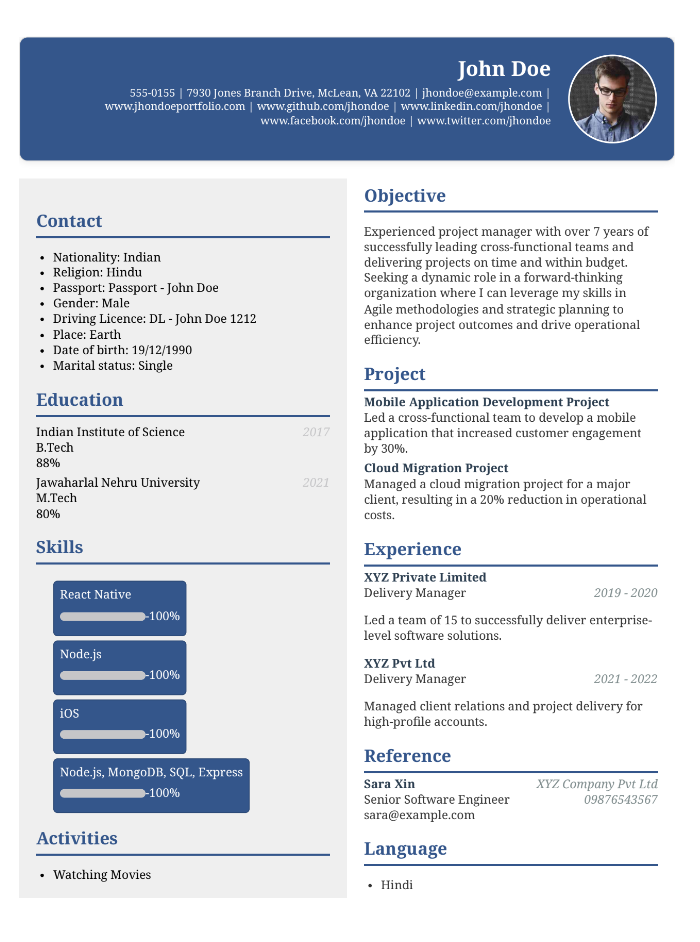 John Doe
555-0155 | 7930 Jones Branch Drive, McLean, VA 22102 | jhondoe@example.com |
www.jhondoeportfolio.com | www.github.com/jhondoe | www.linkedin.com/jhondoe |
www.facebook.com/jhondoe | www.twitter.com/jhondoe
Contact
• Nationality: Indian
• Religion: Hindu
• Passport: Passport - John Doe
• Gender: Male
• Driving Licence: DL - John Doe 1212
• Place: Earth
• Date of birth: 19/12/1990
• Marital status: Single
Education
Indian Institute of Science 2017
B.Tech
88%
Jawaharlal Nehru University 2021
M.Tech
80%
Skills
React Native
-100%
Node.js
-100%
iOS
-100%
Node.js, MongoDB, SQL, Express
-100%
Activities
• Watching Movies
Objective
Experienced project manager with over 7 years of
successfully leading cross-functional teams and
delivering projects on time and within budget.
Seeking a dynamic role in a forward-thinking
organization where I can leverage my skills in
Agile methodologies and strategic planning to
enhance project outcomes and drive operational
efficiency.
Project
Mobile Application Development Project
Led a cross-functional team to develop a mobile
application that increased customer engagement
by 30%.
Cloud Migration Project
Managed a cloud migration project for a major
client, resulting in a 20% reduction in operational
costs.
Experience
XYZ Private Limited
Delivery Manager 2019 - 2020
Led a team of 15 to successfully deliver enterprise-
level software solutions.
XYZ Pvt Ltd
Delivery Manager 2021 - 2022
Managed client relations and project delivery for
high-profile accounts.
Reference
Sara Xin XYZ Company Pvt Ltd
Senior Software Engineer 09876543567
sara@example.com
Language
• Hindi